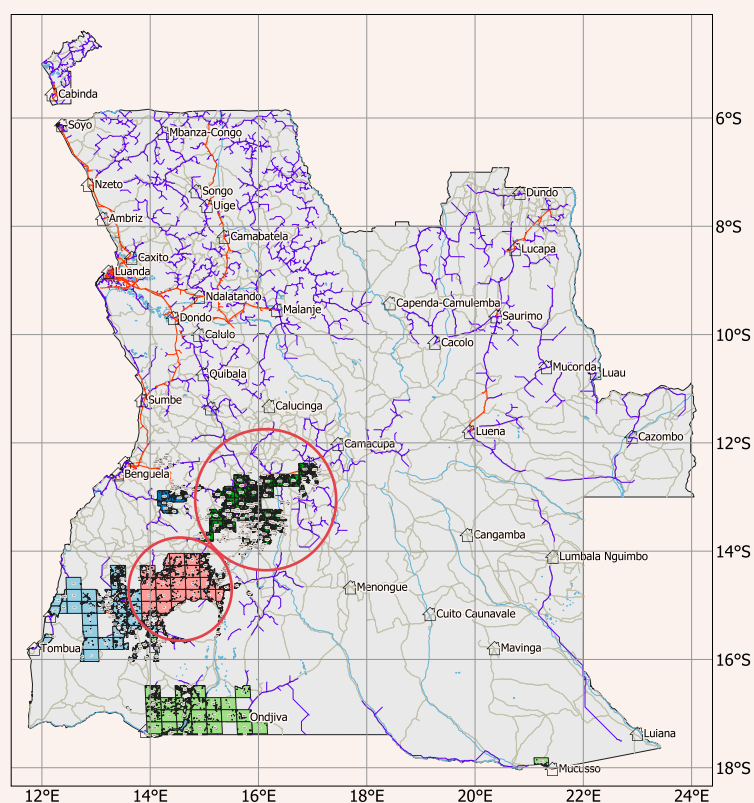 Cabinda
Soyo
6°S
Mbanza-Congo
Nzeto
Songo
Dundo
Uige
8°S
Ambriz
Camabatela
Lucapa
Caxito
Luanda
Ndalatando
Capenda-Camulemba
Malanje
Dondo
Saurimo
10°S
Calulo
Cacolo
Quibala
Muconda
Luau
Sumbe
Calucinga
Luena
Cazombo
12°S
Camacupa
Benguela
Cangamba
14°S
Lumbala Nguimbo
Menongue
Cuito Caunavale
Tombua
Mavinga
16°S
Ondjiva
Luiana
Mucusso
18°S
12°E
14°E
16°E
18°E
20°E
22°E
24°E